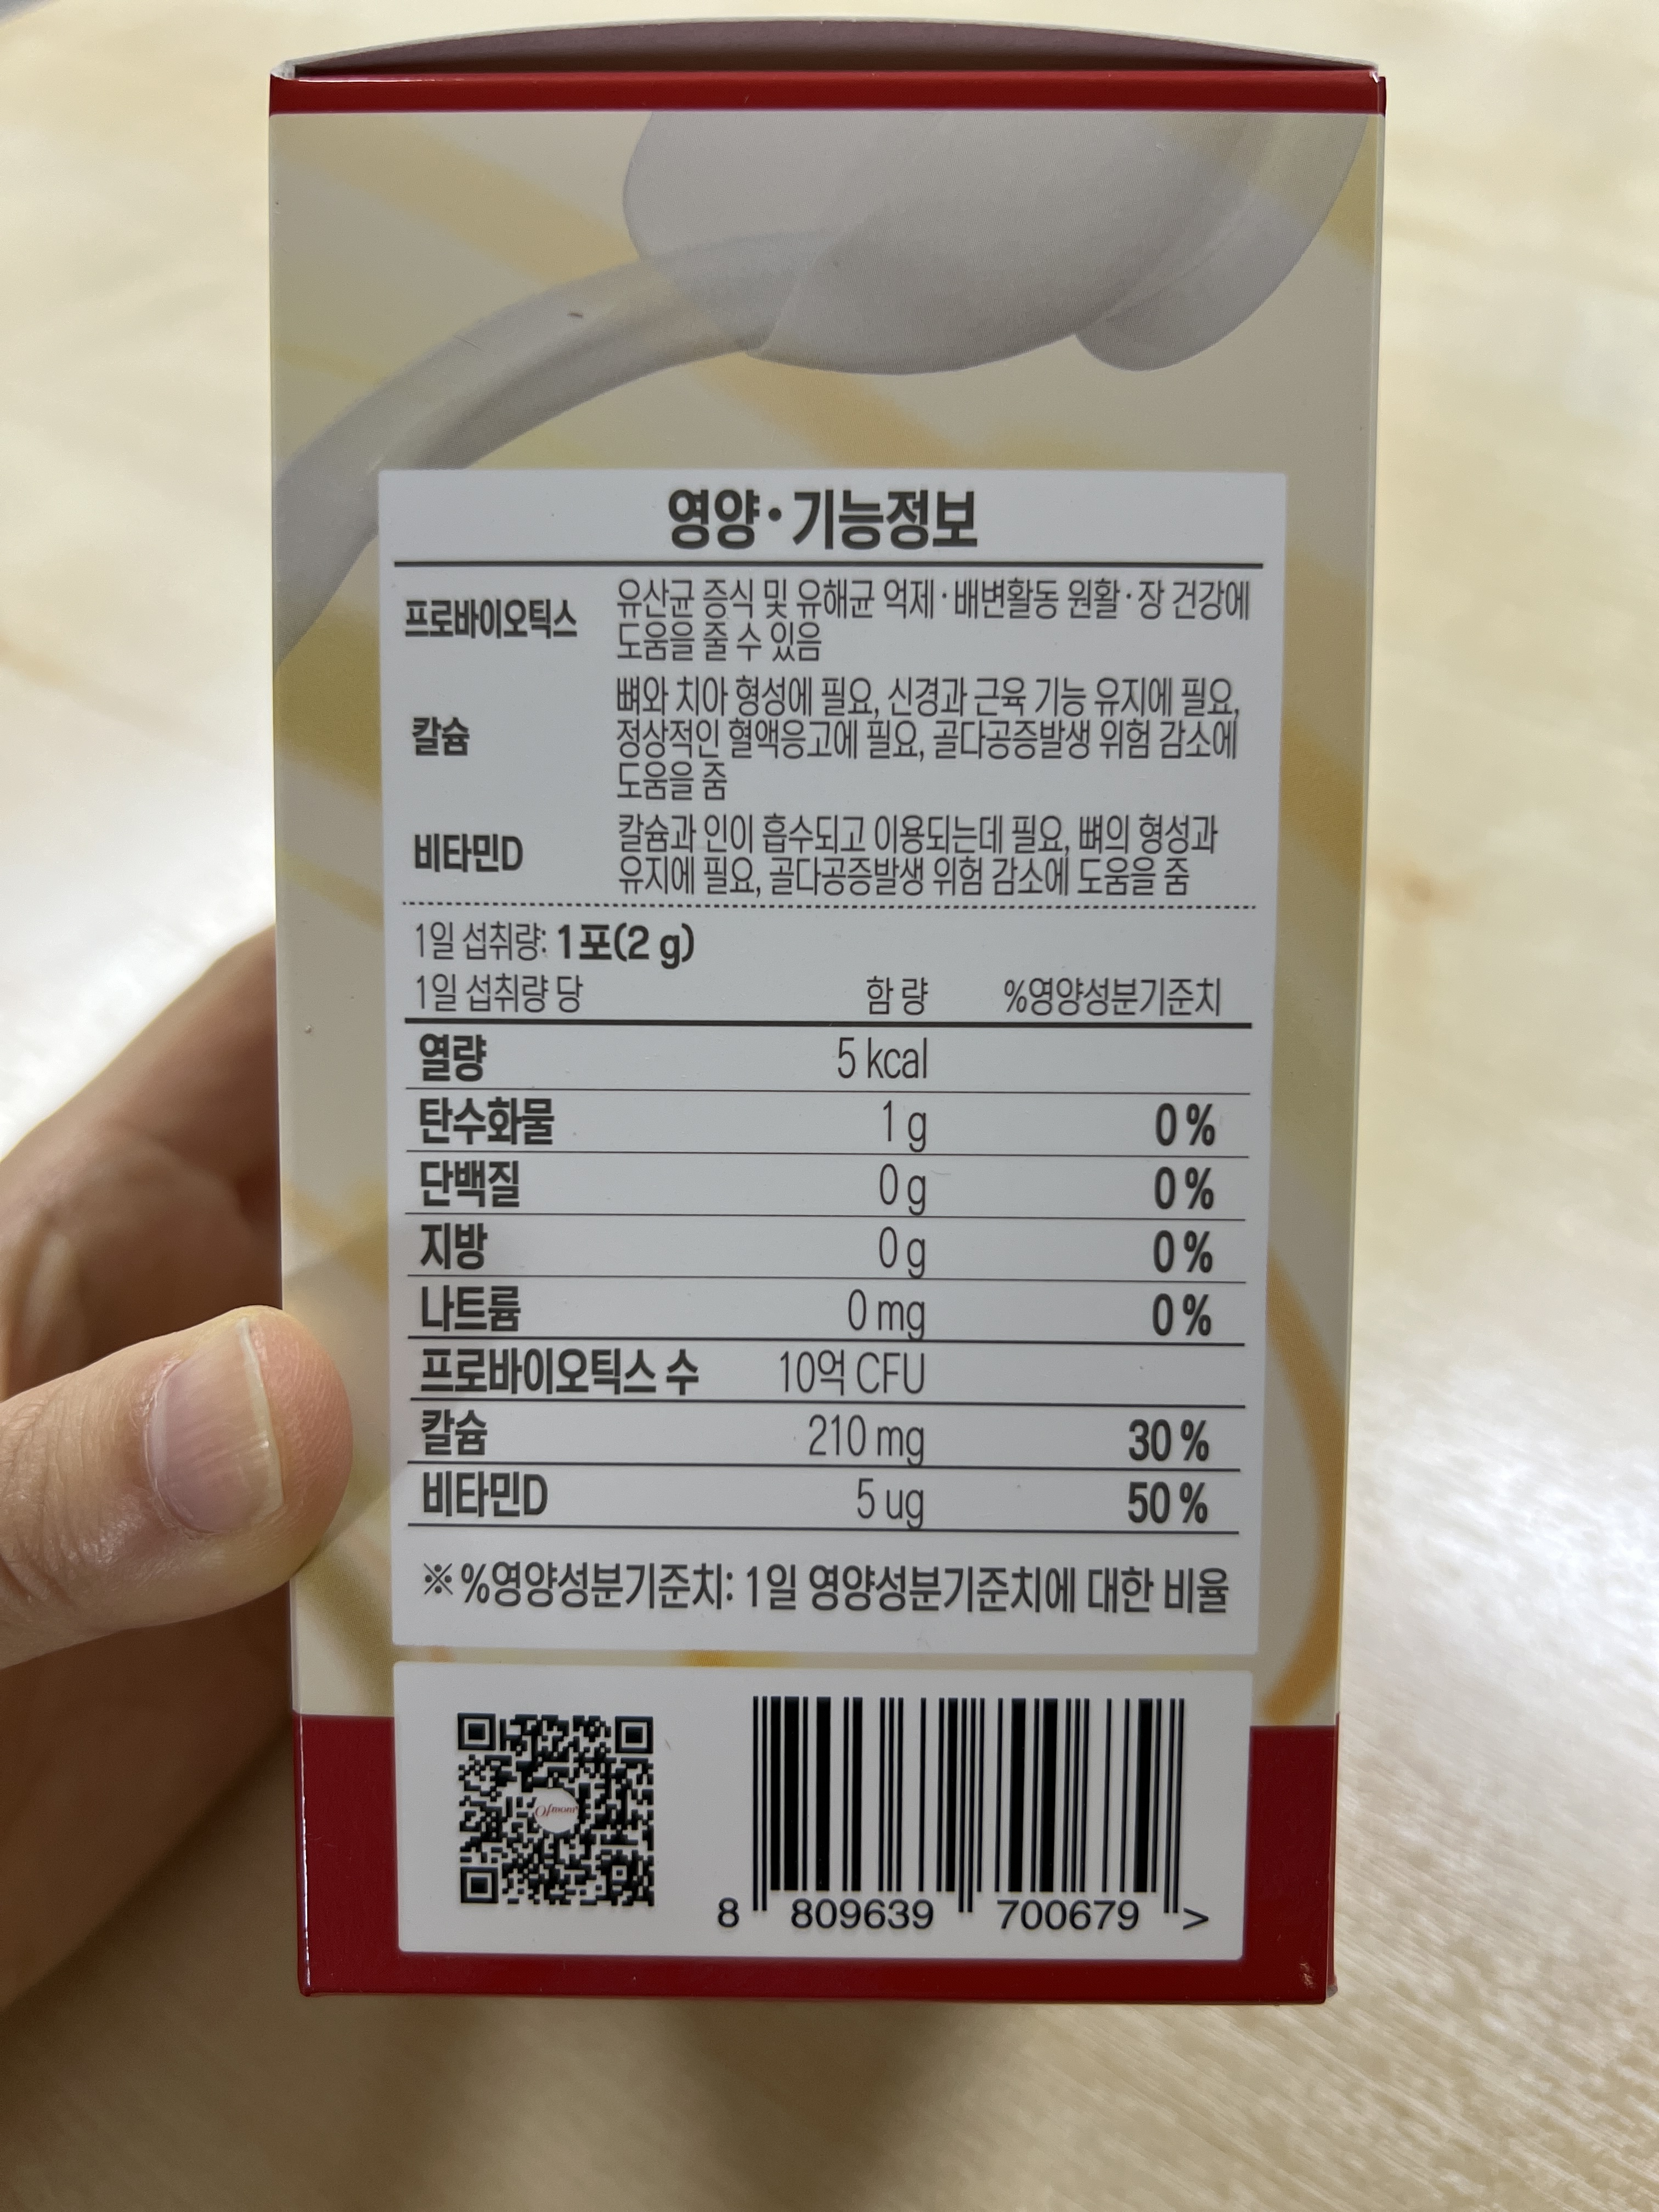 영양·기능정보
프로바이오틱스
유산균 증식 및 유해균 억제·배변활동 원활·장 건강에
도움을 줄 수 있음
칼슘
뼈와 치아 형성에 필요, 신경과 근육 기능 유지에 필요,
정상적인 혈액응고에 필요, 골다공증발생 위험 감소에
도움을 줌
비타민D
칼슘과 인이 흡수되고 이용되는데 필요, 뼈의 형성과
유지에 필요, 골다공증발생 위험 감소에 도움을 줌
1일 섭취량: 1포(2 g)
1일 섭취량 당 함 량 %영양성분기준치
열량 5 kcal
탄수화물 1 g 0 %
단백질 0 g 0 %
지방 0 g 0 %
나트륨 0 mg 0 %
프로바이오틱스 수 10억 CFU
칼슘 210 mg 30 %
비타민D 5 ug 50 %
※ %영양성분기준치: 1일 영양성분기준치에 대한 비율
8 809639 700679 >